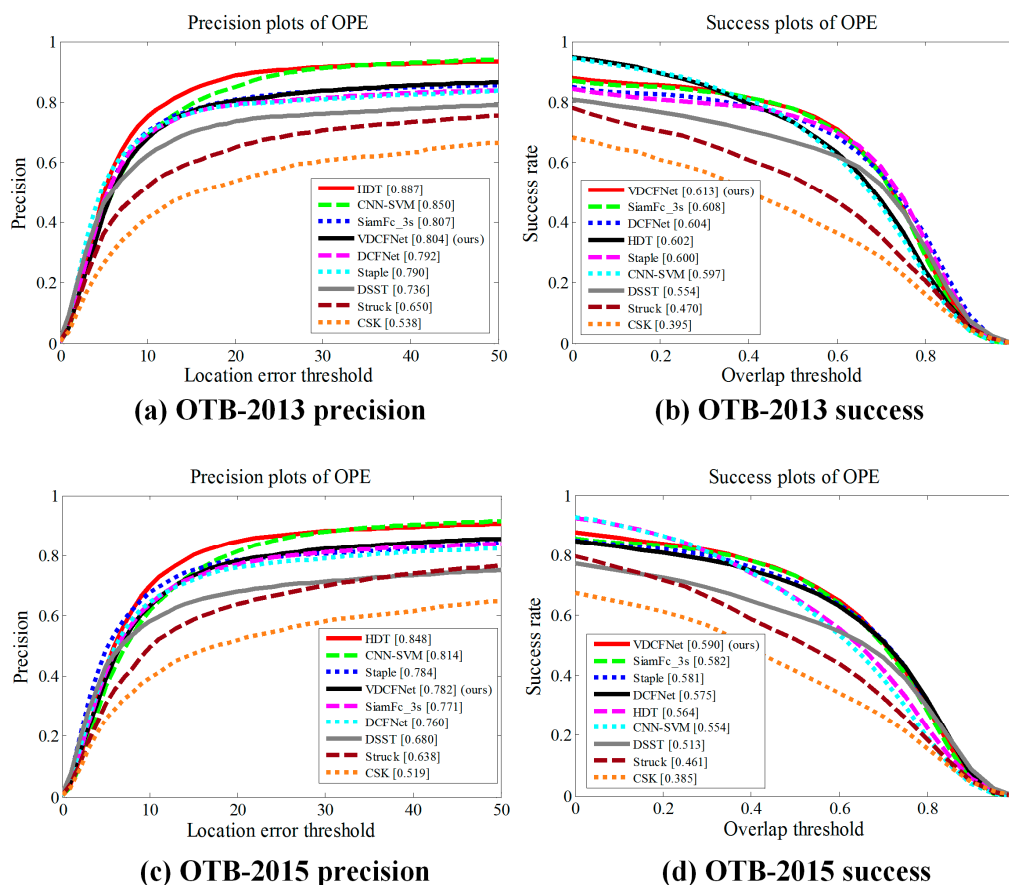 Precision plots of OPE
1
0.8
0.6
0.4
0.2
0
Precision
HDT [0.887]
CNN-SVM [0.850]
SiamFc_3s [0.807]
VDCFNet [0.804] (ours)
DCFNet [0.792]
Staple [0.790]
DSST [0.736]
Struck [0.650]
CSK [0.538]
0 10 20 30 40 50
Location error threshold
(a) OTB-2013 precision
Success plots of OPE
1
0.8
0.6
0.4
0.2
0
Success rate
VDCFNet [0.613] (ours)
SiamFc_3s [0.608]
DCFNet [0.604]
HDT [0.602]
Staple [0.600]
CNN-SVM [0.597]
DSST [0.554]
Struck [0.470]
CSK [0.395]
0 0.2 0.4 0.6 0.8
Overlap threshold
(b) OTB-2013 success
Precision plots of OPE
1
0.8
0.6
0.4
0.2
0
Precision
HDT [0.848]
CNN-SVM [0.814]
Staple [0.784]
VDCFNet [0.782] (ours)
SiamFc_3s [0.771]
DCFNet [0.760]
DSST [0.680]
Struck [0.638]
CSK [0.519]
0 10 20 30 40 50
Location error threshold
(c) OTB-2015 precision
Success plots of OPE
1
0.8
0.6
0.4
0.2
0
Success rate
VDCFNet [0.590] (ours)
SiamFc_3s [0.582]
Staple [0.581]
DCFNet [0.575]
HDT [0.564]
CNN-SVM [0.554]
DSST [0.513]
Struck [0.461]
CSK [0.385]
0 0.2 0.4 0.6 0.8
Overlap threshold
(d) OTB-2015 success